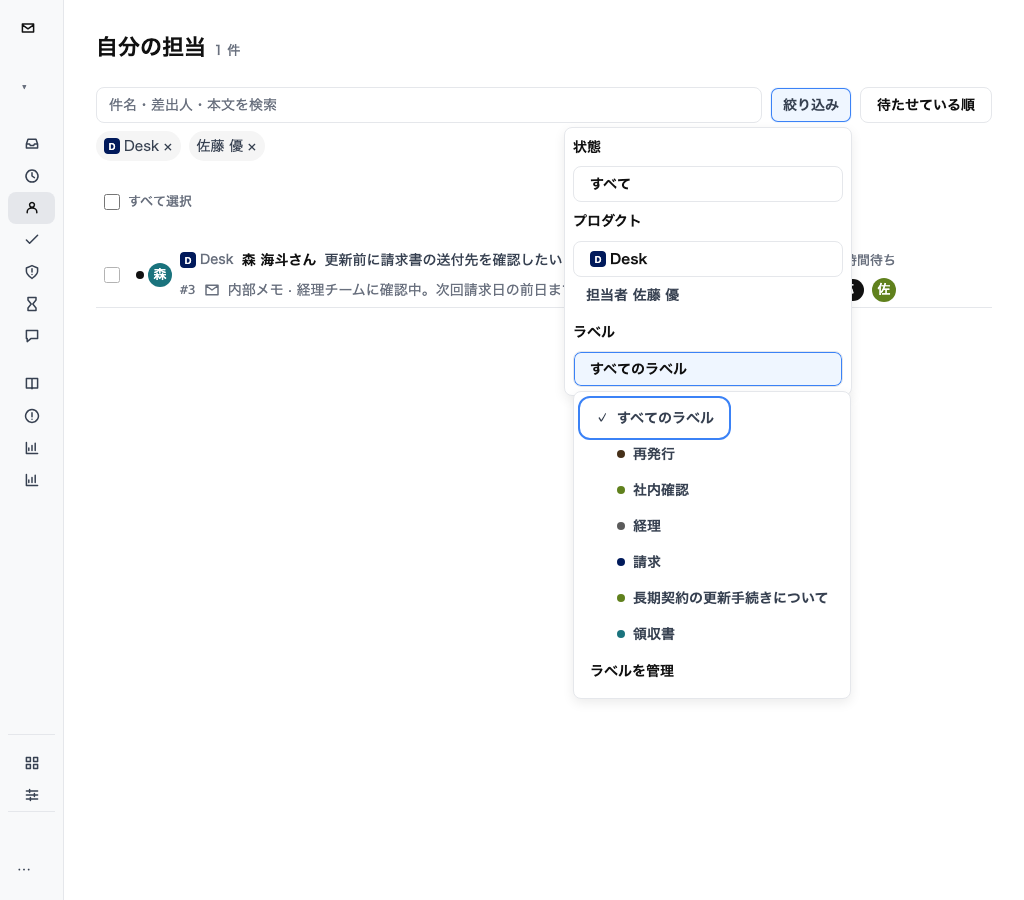 自分の担当 1 件
件名・差出人・本文を検索
絞り込み
待たせている順
D Desk ×
佐藤 優 ×
すべて選択
森
D Desk 森 海斗さん 更新前に請求書の送付先を確認したい
#3 内部メモ · 経理チームに確認中。次回請求日の前日ま
時間待ち
佐
状態
すべて
プロダクト
D Desk
担当者 佐藤 優
ラベル
すべてのラベル
✓ すべてのラベル
再発行
社内確認
経理
請求
長期契約の更新手続きについて
領収書
ラベルを管理